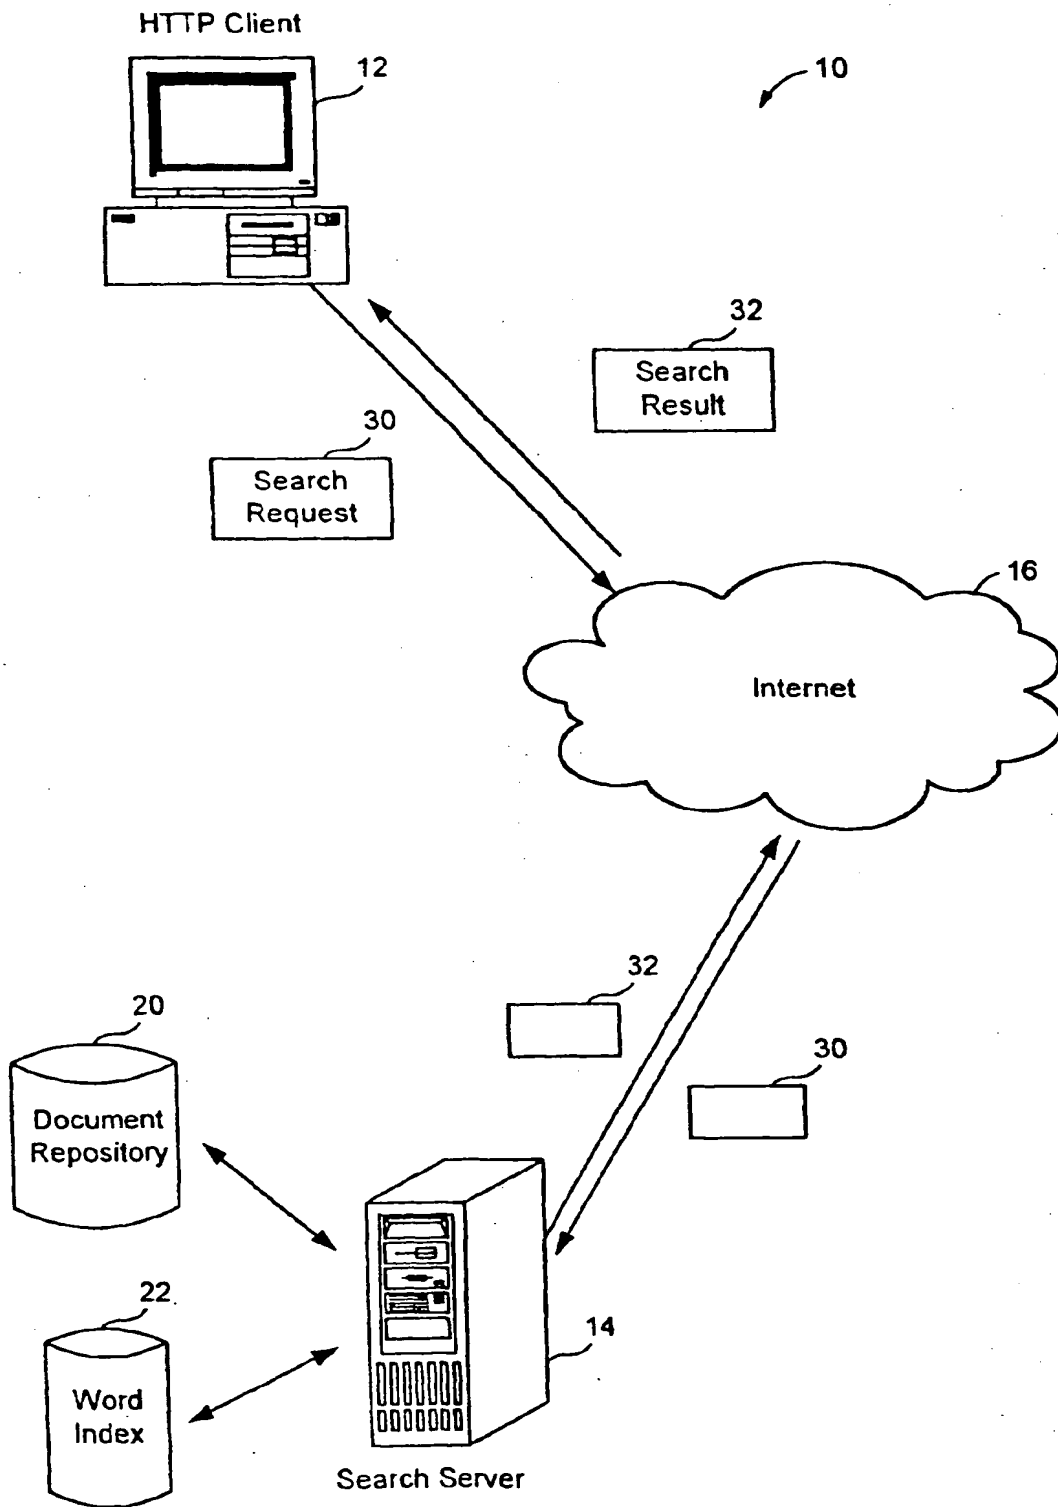 HTTP Client
12
10
32
Search
Result
30
Search
Request
16
Internet
32
20
30
Document
Repository
22
14
Word
Index
Search Server